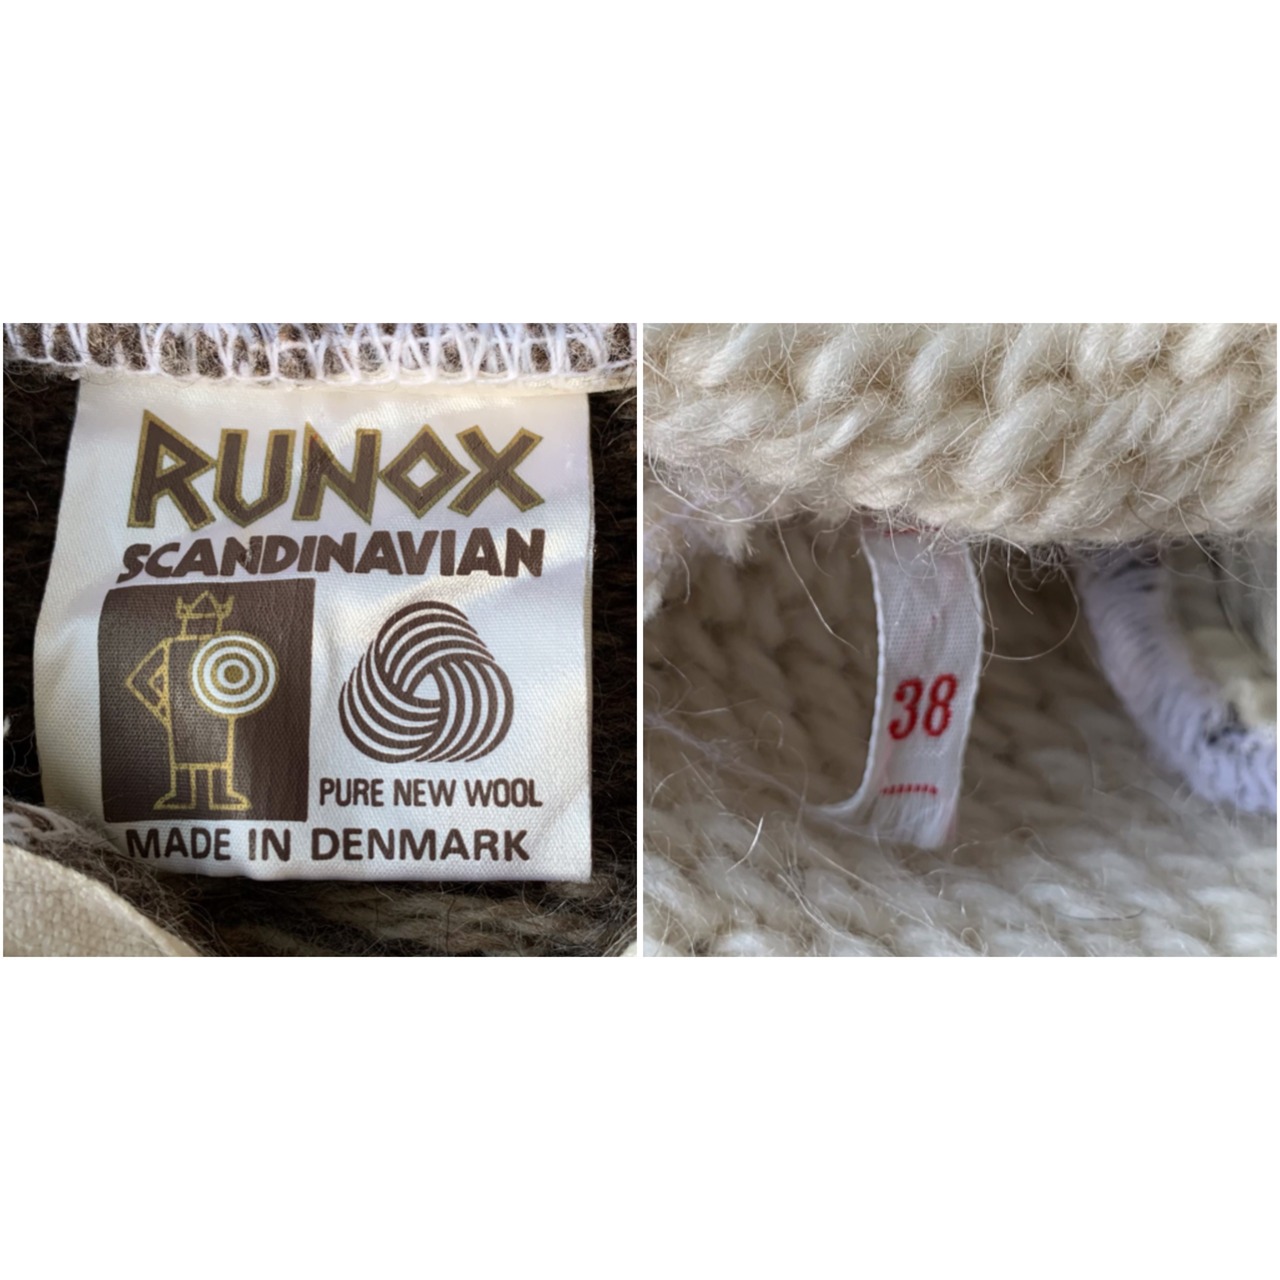 RUNOX
SCANDINAVIAN
PURE NEW WOOL
MADE IN DENMARK
38